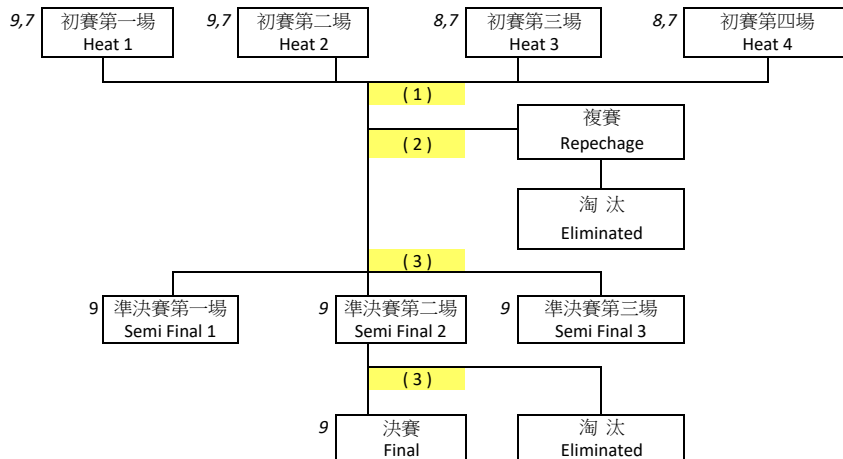 9,7
初賽第一場
Heat 1
9,7
初賽第二場
Heat 2
8,7
初賽第三場
Heat 3
8,7
初賽第四場
Heat 4
( 1 )
( 2 )
複賽
Repechage
淘 汰
Eliminated
( 3 )
9
準決賽第一場
Semi Final 1
9
準決賽第二場
Semi Final 2
9
準決賽第三場
Semi Final 3
( 3 )
9
決賽
Final
淘 汰
Eliminated